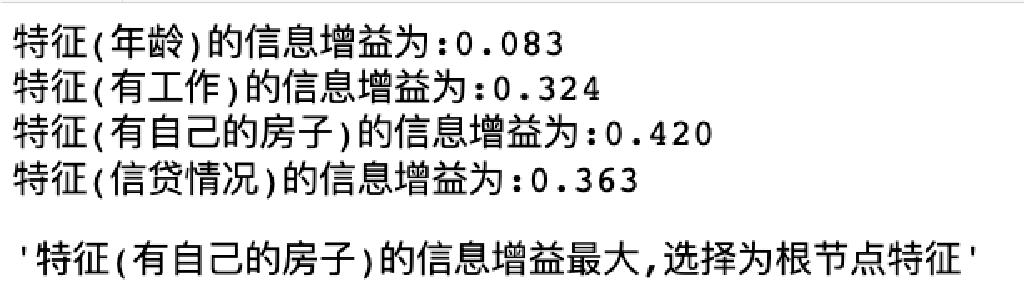 特征(年龄)的信息增益为:0.083
特征(有工作)的信息增益为:0.324
特征(有自己的房子)的信息增益为:0.420
特征(信贷情况)的信息增益为:0.363
'特征(有自己的房子)的信息增益最大,选择为根节点特征'